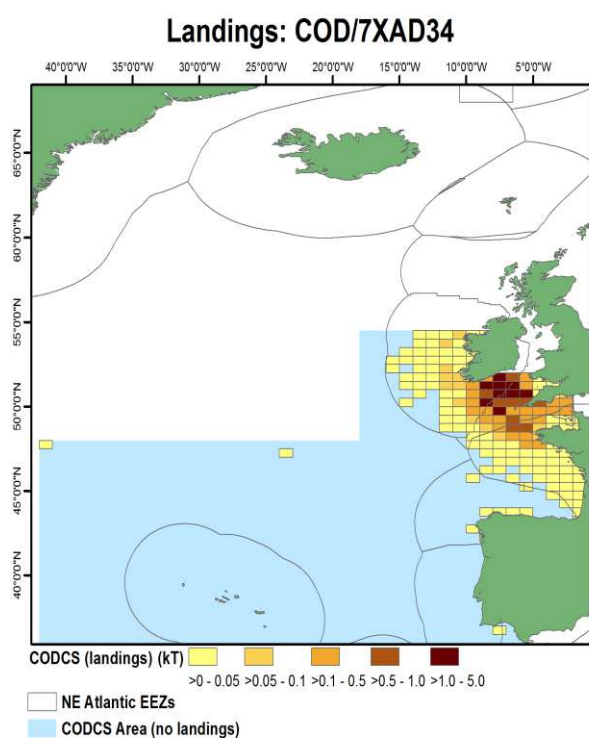 Landings: COD/7XAD34
40°0'0"W 35°0'0"W 30°0'0"W 25°0'0"W 20°0'0"W 15°0'0"W 10°0'0"W 5°0'0"W
65°0'0"N
60°0'0"N
55°0'0"N
50°0'0"N
45°0'0"N
40°0'0"N
CODCS (landings) (kT)
>0 - 0.05 >0.05 - 0.1 >0.1 - 0.5 >0.5 - 1.0 >1.0 - 5.0
NE Atlantic EEZs
CODCS Area (no landings)